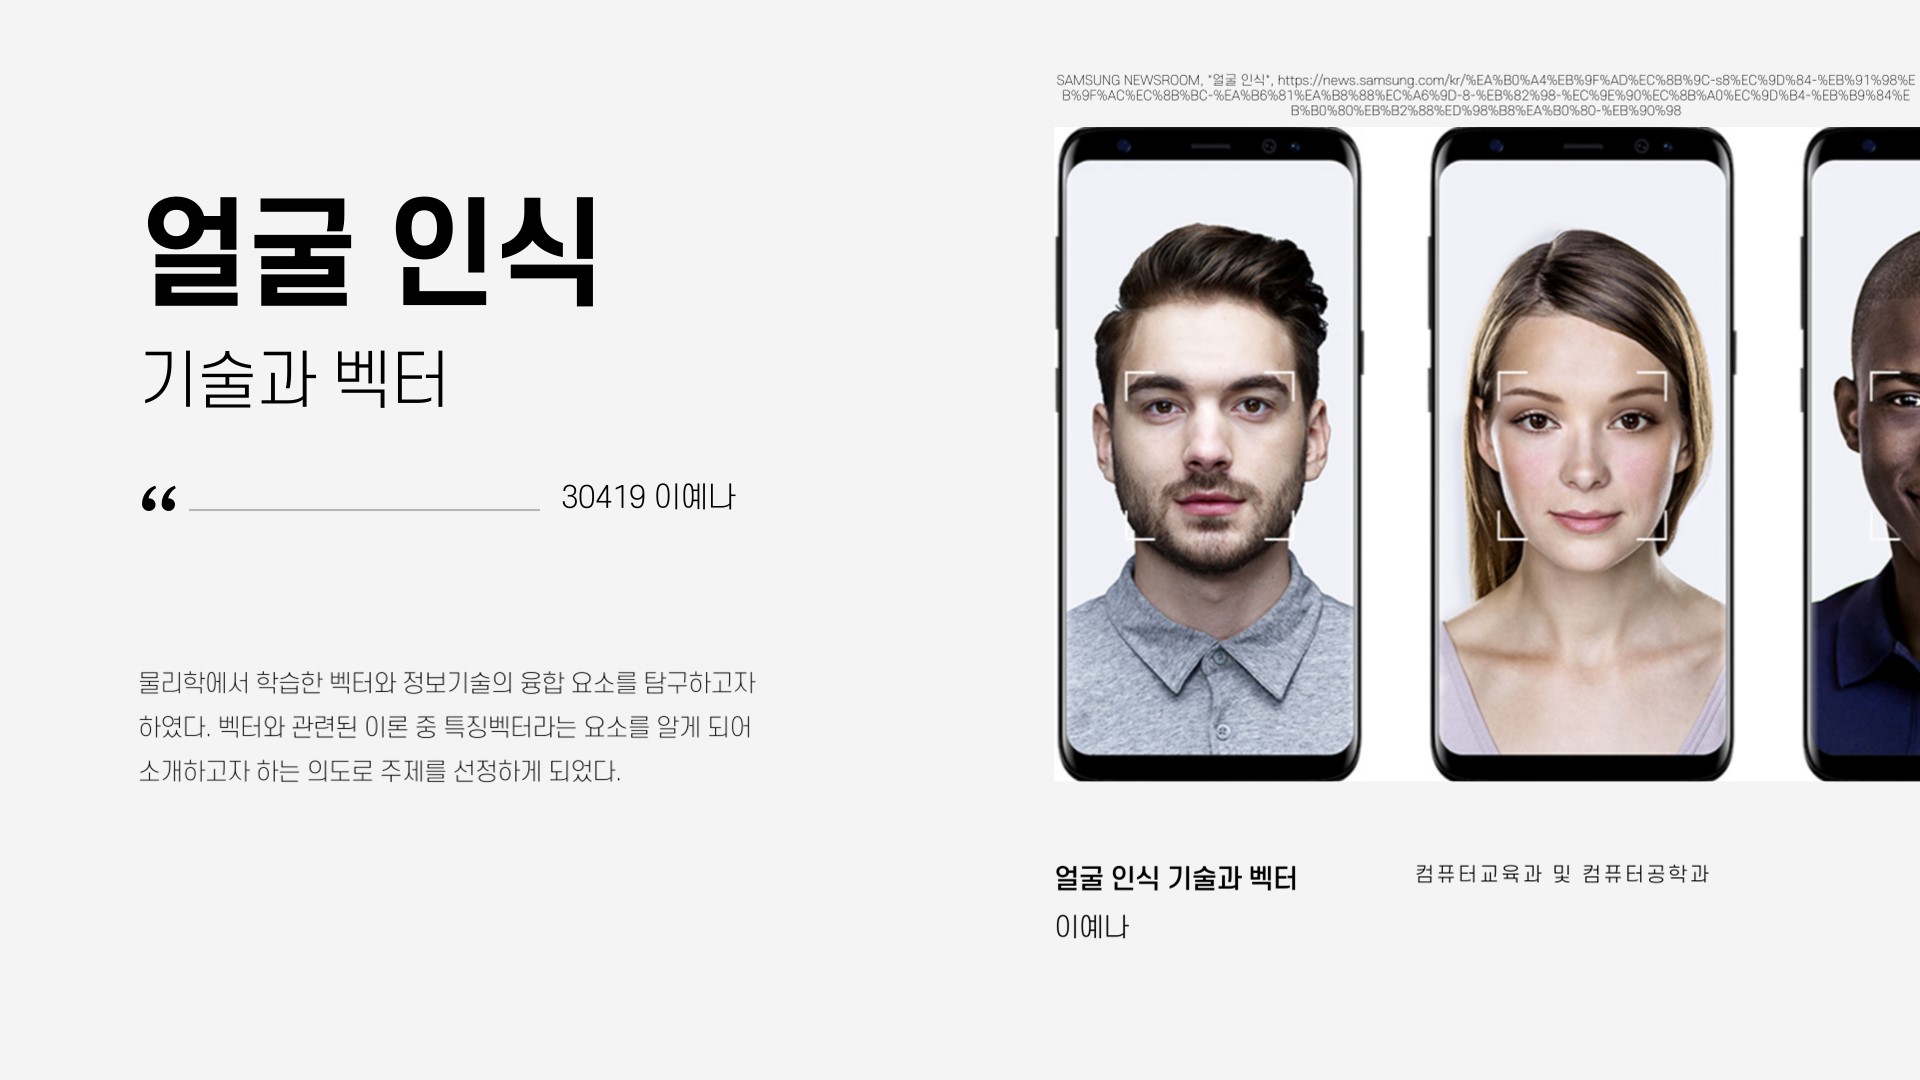 얼굴 인식
기술과 벡터
“
30419 이예나
물리학에서 학습한 벡터와 정보기술의 융합 요소를 탐구하고자
하였다. 벡터와 관련된 이론 중 특징벡터라는 요소를 알게 되어
소개하고자 하는 의도로 주제를 선정하게 되었다.
SAMSUNG NEWSROOM, "얼굴 인식", https://news.samsung.com/kr/%EA%B0%A4%EB%9F%AD%EC%8B%9C-s8%EC%9D%84-%EB%91%98%E
B%9F%AC%EC%8B%BC-%EA%B6%81%EA%B8%88%EC%A6%9D-8-%EB%82%98-%EC%9E%90%EC%8B%A0%EC%9D%B4-%EB%B9%84%E
B%B0%80%EB%B2%88%ED%98%B8%EA%B0%80-%EB%90%98
얼굴 인식 기술과 벡터
이예나
컴퓨터교육과 및 컴퓨터공학과